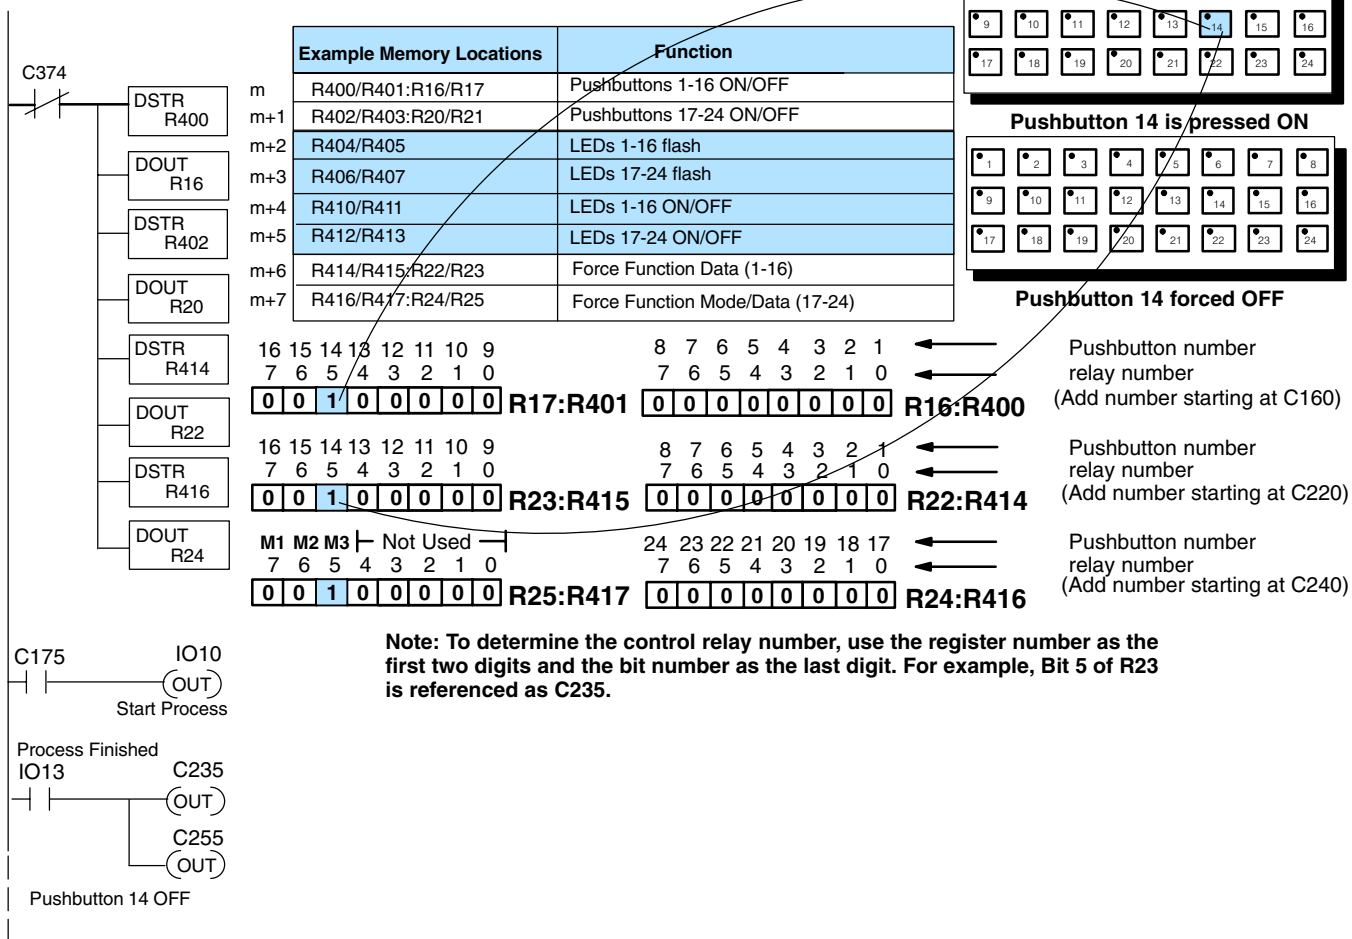 9 10 11 12 13 14 15 16
17 18 19 20 21 22 23 24
Pushbutton 14 is pressed ON
1 2 3 4 5 6 7 8
9 10 11 12 13 14 15 16
17 18 19 20 21 22 23 24
Pushbutton 14 forced OFF
Example Memory Locations Function
m R400/R401:R16/R17 Pushbuttons 1-16 ON/OFF
m+1 R402/R403:R20/R21 Pushbuttons 17-24 ON/OFF
m+2 R404/R405 LEDs 1-16 flash
m+3 R406/R407 LEDs 17-24 flash
m+4 R410/R411 LEDs 1-16 ON/OFF
m+5 R412/R413 LEDs 17-24 ON/OFF
m+6 R414/R415:R22/R23 Force Function Data (1-16)
m+7 R416/R417:R24/R25 Force Function Mode/Data (17-24)
C374
DSTR
R400
DOUT
R16
DSTR
R402
DOUT
R20
DSTR
R414
DOUT
R22
DSTR
R416
DOUT
R24
16 15 14 13 12 11 10 9 8 7 6 5 4 3 2 1 Pushbutton number
7 6 5 4 3 2 1 0 7 6 5 4 3 2 1 0 relay number
0 0 1 0 0 0 0 0 R17:R401 0 0 0 0 0 0 0 0 R16:R400 (Add number starting at C160)
16 15 14 13 12 11 10 9 8 7 6 5 4 3 2 1 Pushbutton number
7 6 5 4 3 2 1 0 7 6 5 4 3 2 1 0 relay number
0 0 1 0 0 0 0 0 R23:R415 0 0 0 0 0 0 0 0 R22:R414 (Add number starting at C220)
M1 M2 M3 Not Used 24 23 22 21 20 19 18 17 Pushbutton number
7 6 5 4 3 2 1 0 7 6 5 4 3 2 1 0 relay number
0 0 1 0 0 0 0 0 R25:R417 0 0 0 0 0 0 0 0 R24:R416 (Add number starting at C240)
Note: To determine the control relay number, use the register number as the
first two digits and the bit number as the last digit. For example, Bit 5 of R23
is referenced as C235.
C175 IO10
OUT
Start Process
Process Finished
IO13 C235
OUT
C255
OUT
Pushbutton 14 OFF